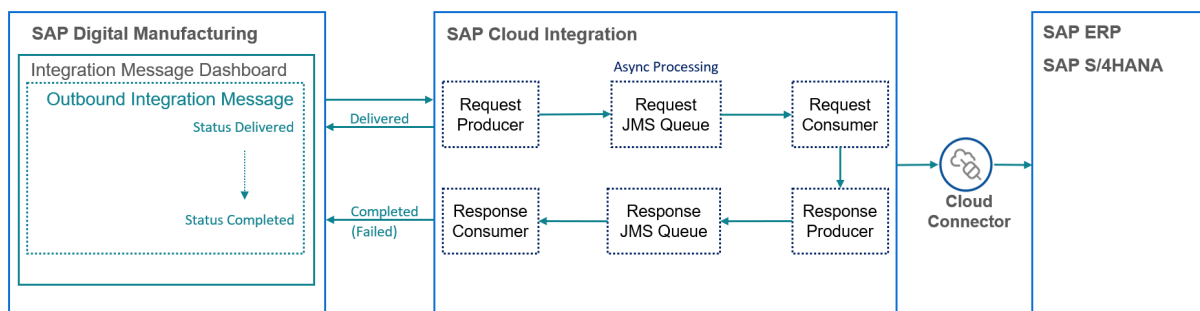 SAP Digital Manufacturing
Integration Message Dashboard
Outbound Integration Message
Status Delivered
Status Completed
Delivered
Completed
(Failed)
SAP Cloud Integration
Async Processing
Request
Producer
Request
JMS Queue
Request
Consumer
Response
Consumer
Response
JMS Queue
Response
Producer
Cloud
Connector
SAP ERP
SAP S/4HANA